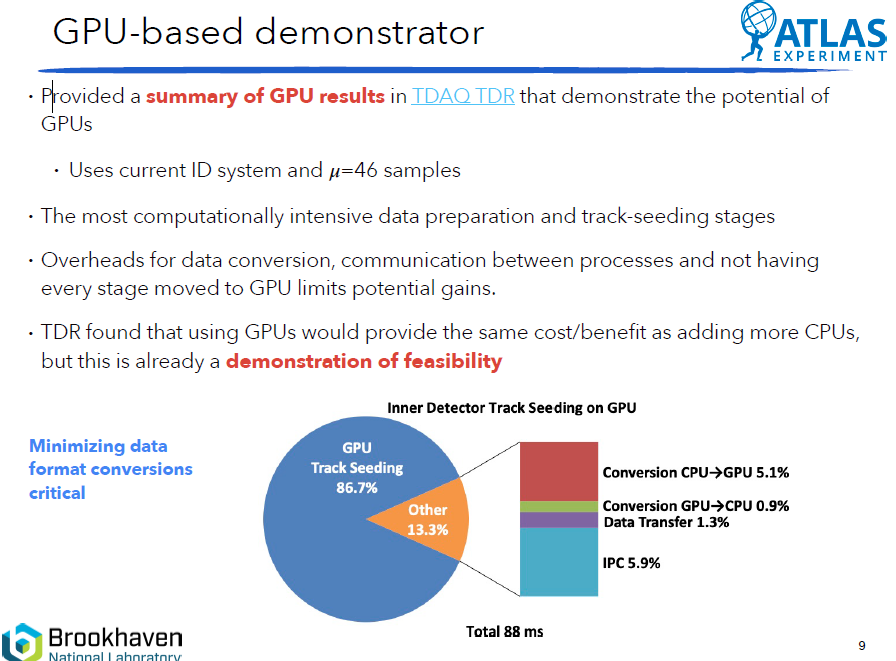 GPU-based demonstrator
ATLAS
EXPERIMENT
· Provided a summary of GPU results in TDAQ TDR that demonstrate the potential of
GPUs
· Uses current ID system and μ=46 samples
· The most computationally intensive data preparation and track-seeding stages
· Overheads for data conversion, communication between processes and not having
every stage moved to GPU limits potential gains.
· TDR found that using GPUs would provide the same cost/benefit as adding more CPUs,
but this is already a demonstration of feasibility
Minimizing data
format conversions
critical
Inner Detector Track Seeding on GPU
GPU
Track Seeding
86.7%
Other
13.3%
Conversion CPU→GPU 5.1%
Conversion GPU→CPU 0.9%
Data Transfer 1.3%
IPC 5.9%
Total 88 ms
Brookhaven
National Laboratory
9